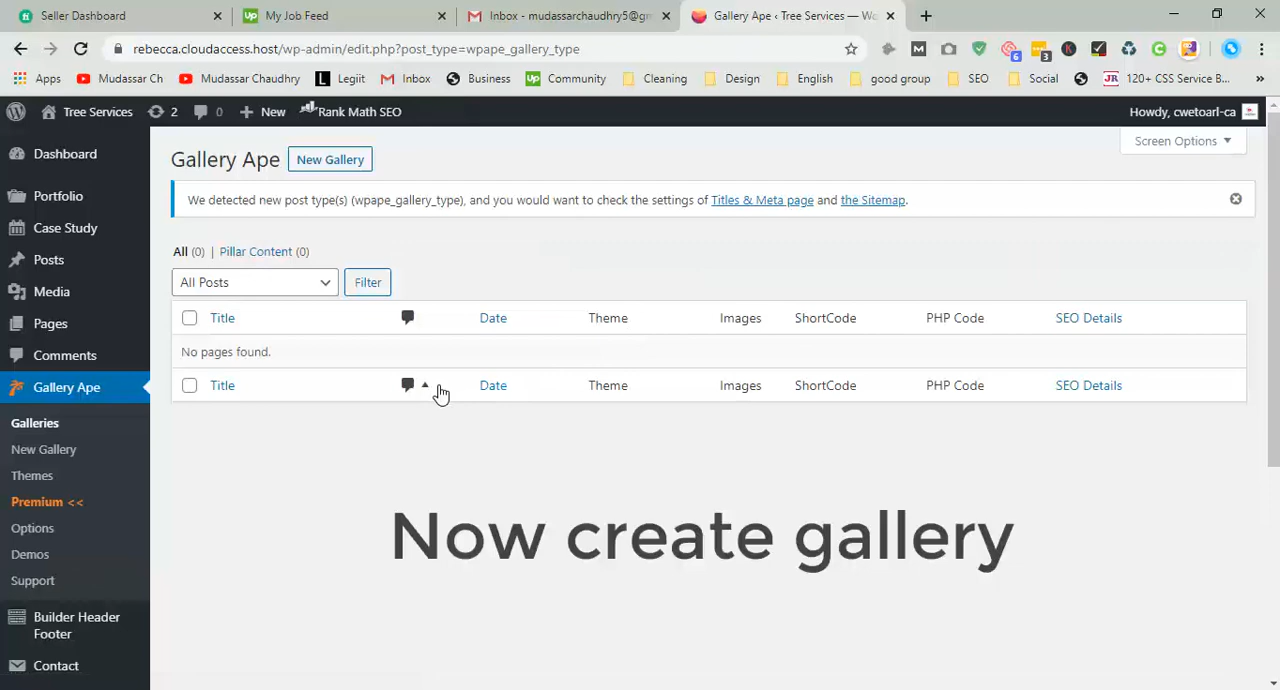 Seller Dashboard
My Job Feed
Inbox - mudassarchaudhry5@gm
Gallery Ape ‹ Tree Services — Wo
rebecca.cloudaccess.host/wp-admin/edit.php?post_type=wpape_gallery_type
Apps
Mudassar Ch
Mudassar Chaudhry
Legiit
Inbox
Business
Community
Cleaning
Design
English
good group
SEO
Social
120+ CSS Service B...
Tree Services
2
0
New
Rank Math SEO
Howdy, cwetoarl-ca
Dashboard
Portfolio
Case Study
Posts
Media
Pages
Comments
Gallery Ape
Galleries
New Gallery
Themes
Premium <<
Options
Demos
Support
Builder Header
Footer
Contact
Screen Options
Gallery Ape
New Gallery
We detected new post type(s) (wpape_gallery_type), and you would want to check the settings of Titles & Meta page and the Sitemap.
All (0) | Pillar Content (0)
All Posts
Filter
Title Date Theme Images ShortCode PHP Code SEO Details
No pages found.
Title Date Theme Images ShortCode PHP Code SEO Details
Now create gallery